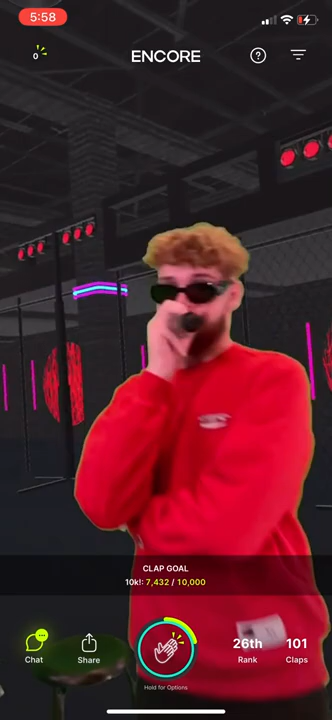 5:58
0
ENCORE
?
CLAP GOAL
10k!: 7,432 / 10,000
Chat
Share
26th
Rank
101
Claps
Hold for Options